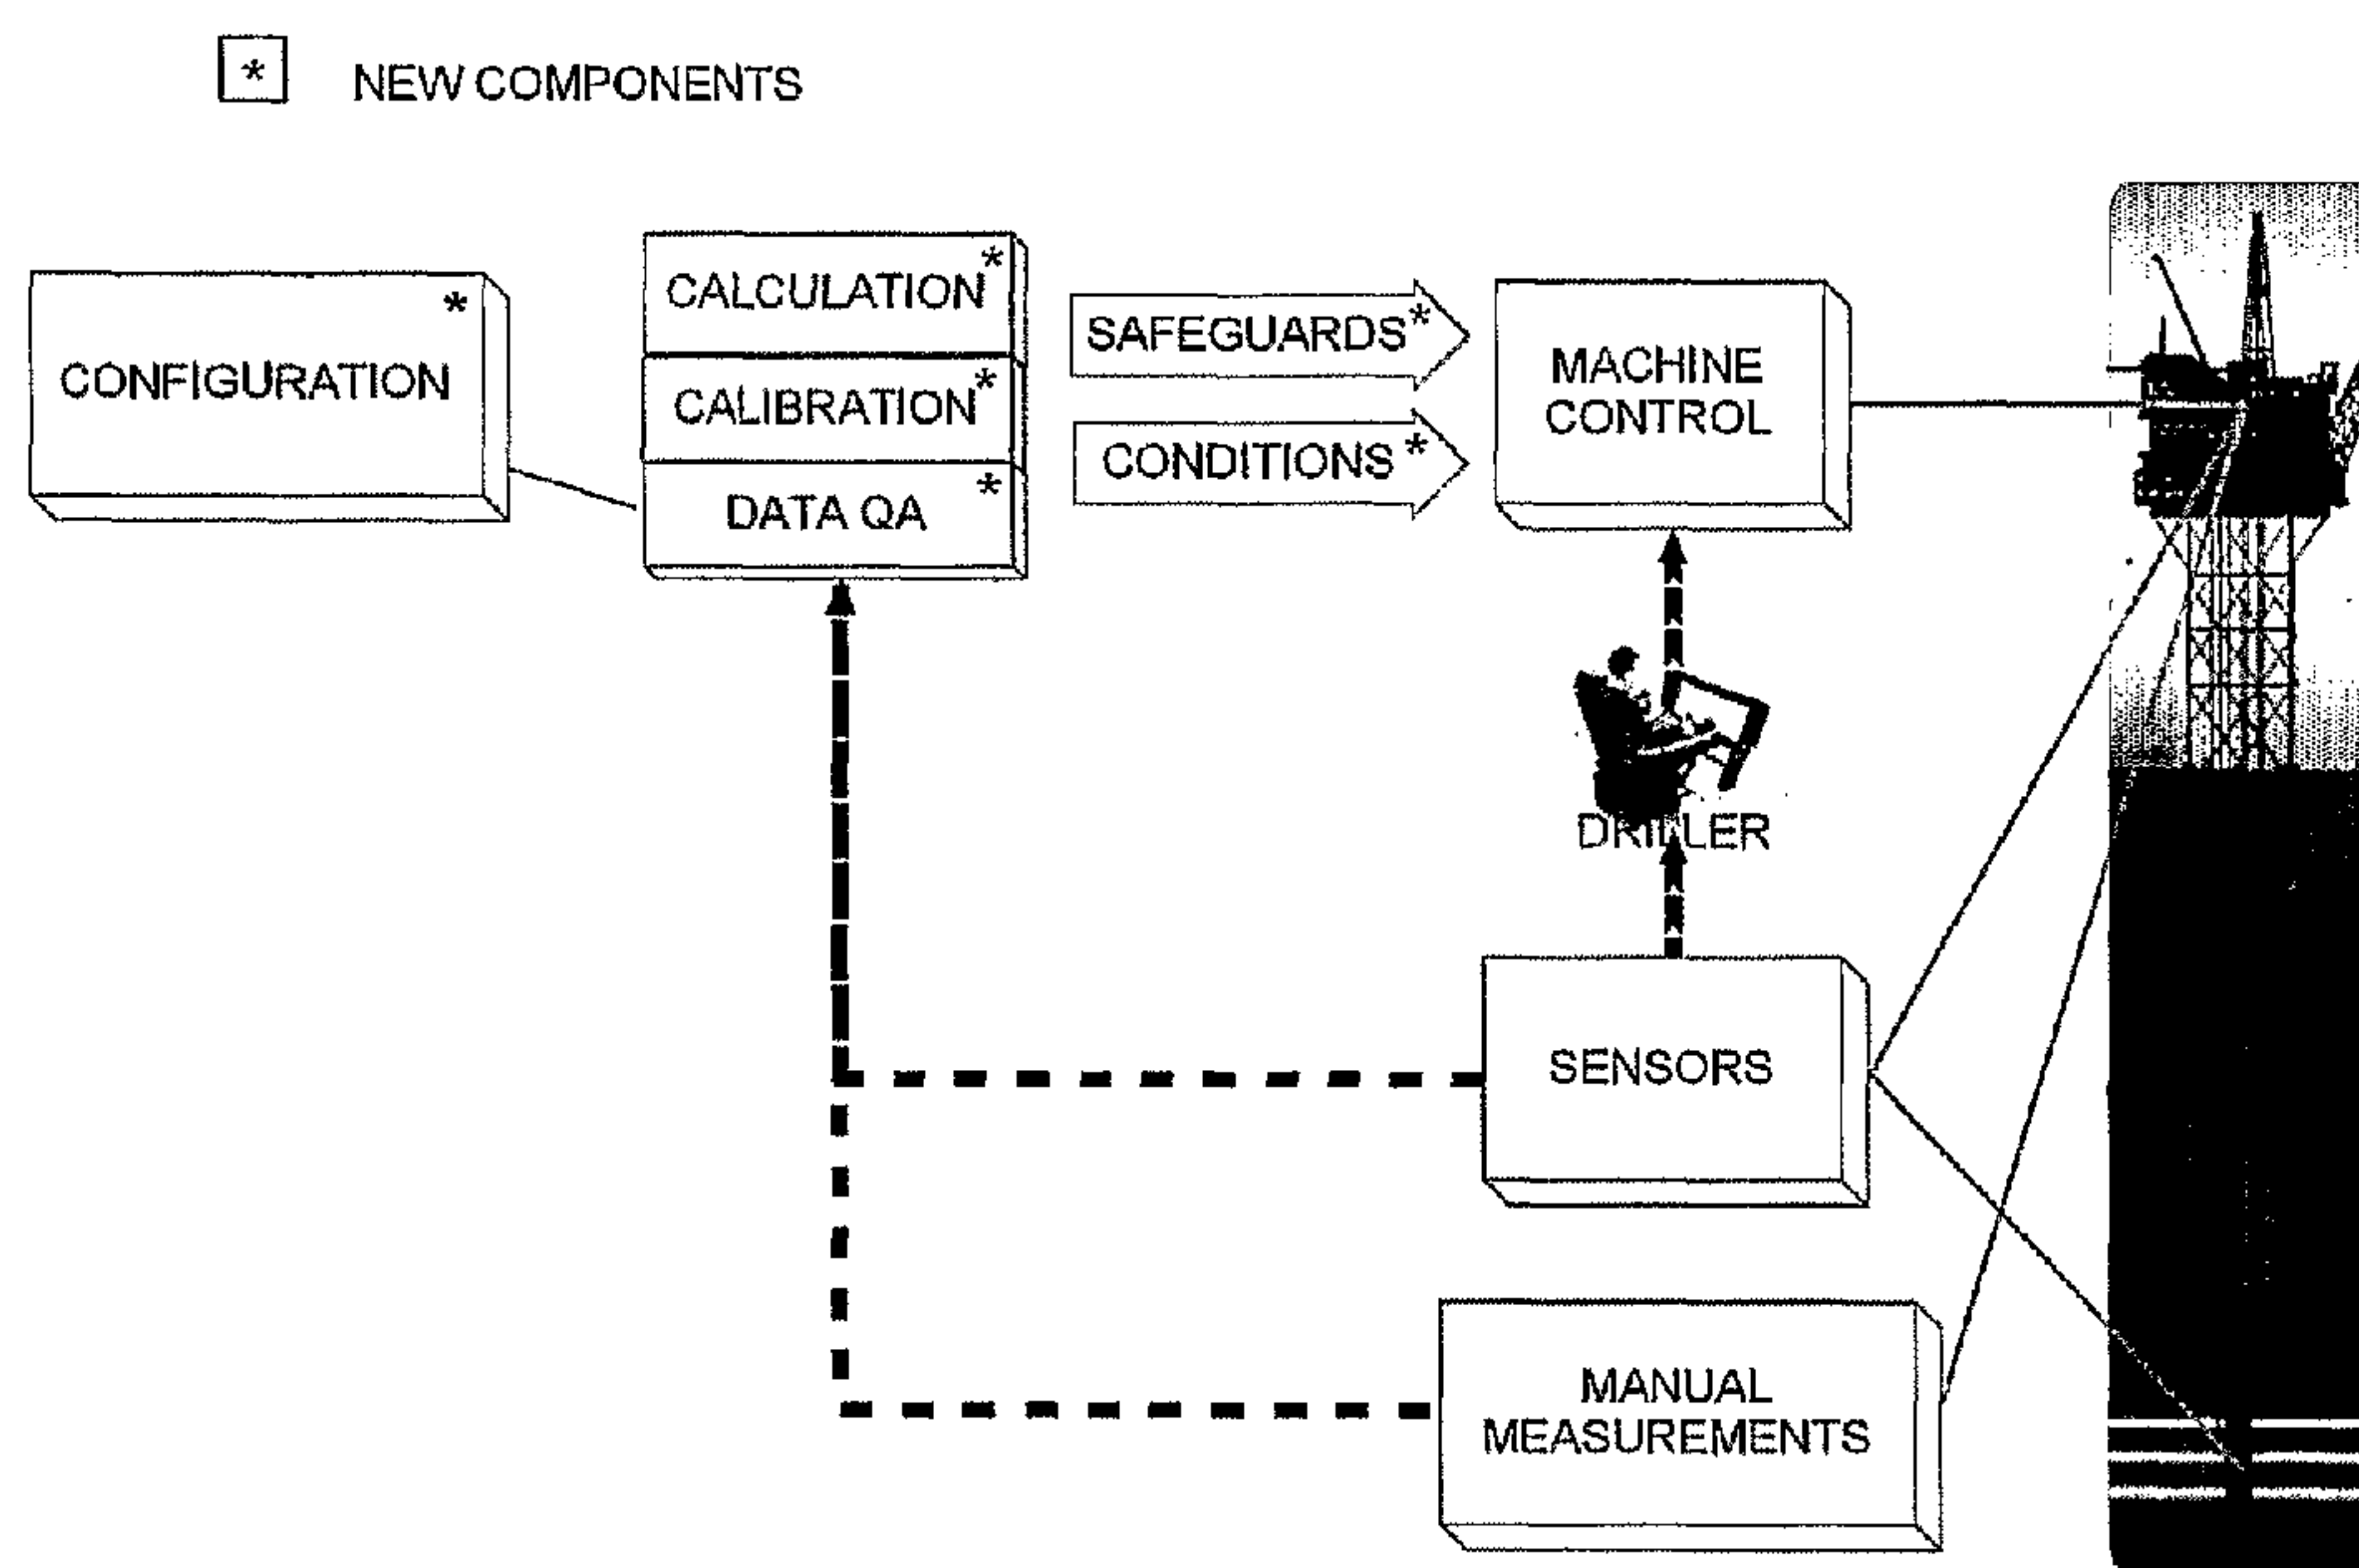 * NEW COMPONENTS
CONFIGURATION *
CALCULATION *
CALIBRATION *
DATA QA *
SAFEGUARDS *
CONDITIONS *
MACHINE
CONTROL
DRILLER
SENSORS
MANUAL
MEASUREMENTS